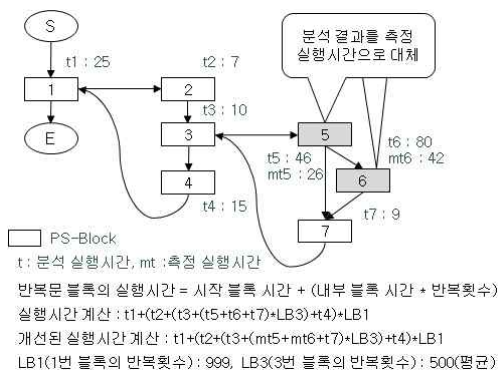 S
분석 결과를 측정
실행시간으로 대체
t1 : 25
t2 : 7
1
2
t3 : 10
E
3
5
t6 : 80
t5 : 46
mt6 : 42
mt5 : 26
4
6
t4 : 15
t7 : 9
7
PS-Block
t : 분석 실행시간, mt :측정 실행시간
반복문 블록의 실행시간 = 시작 블록 시간 + (내부 블록 시간 * 반복횟수)
실행시간 계산 : t1+(t2+(t3+(t5+t6+t7)*LB3)+t4)*LB1
개선된 실행시간 계산 : t1+(t2+(t3+(mt5+mt6+t7)*LB3)+t4)*LB1
LB1(1번 블록의 반복횟수) : 999, LB3(3번 블록의 반복횟수) : 500(평균)